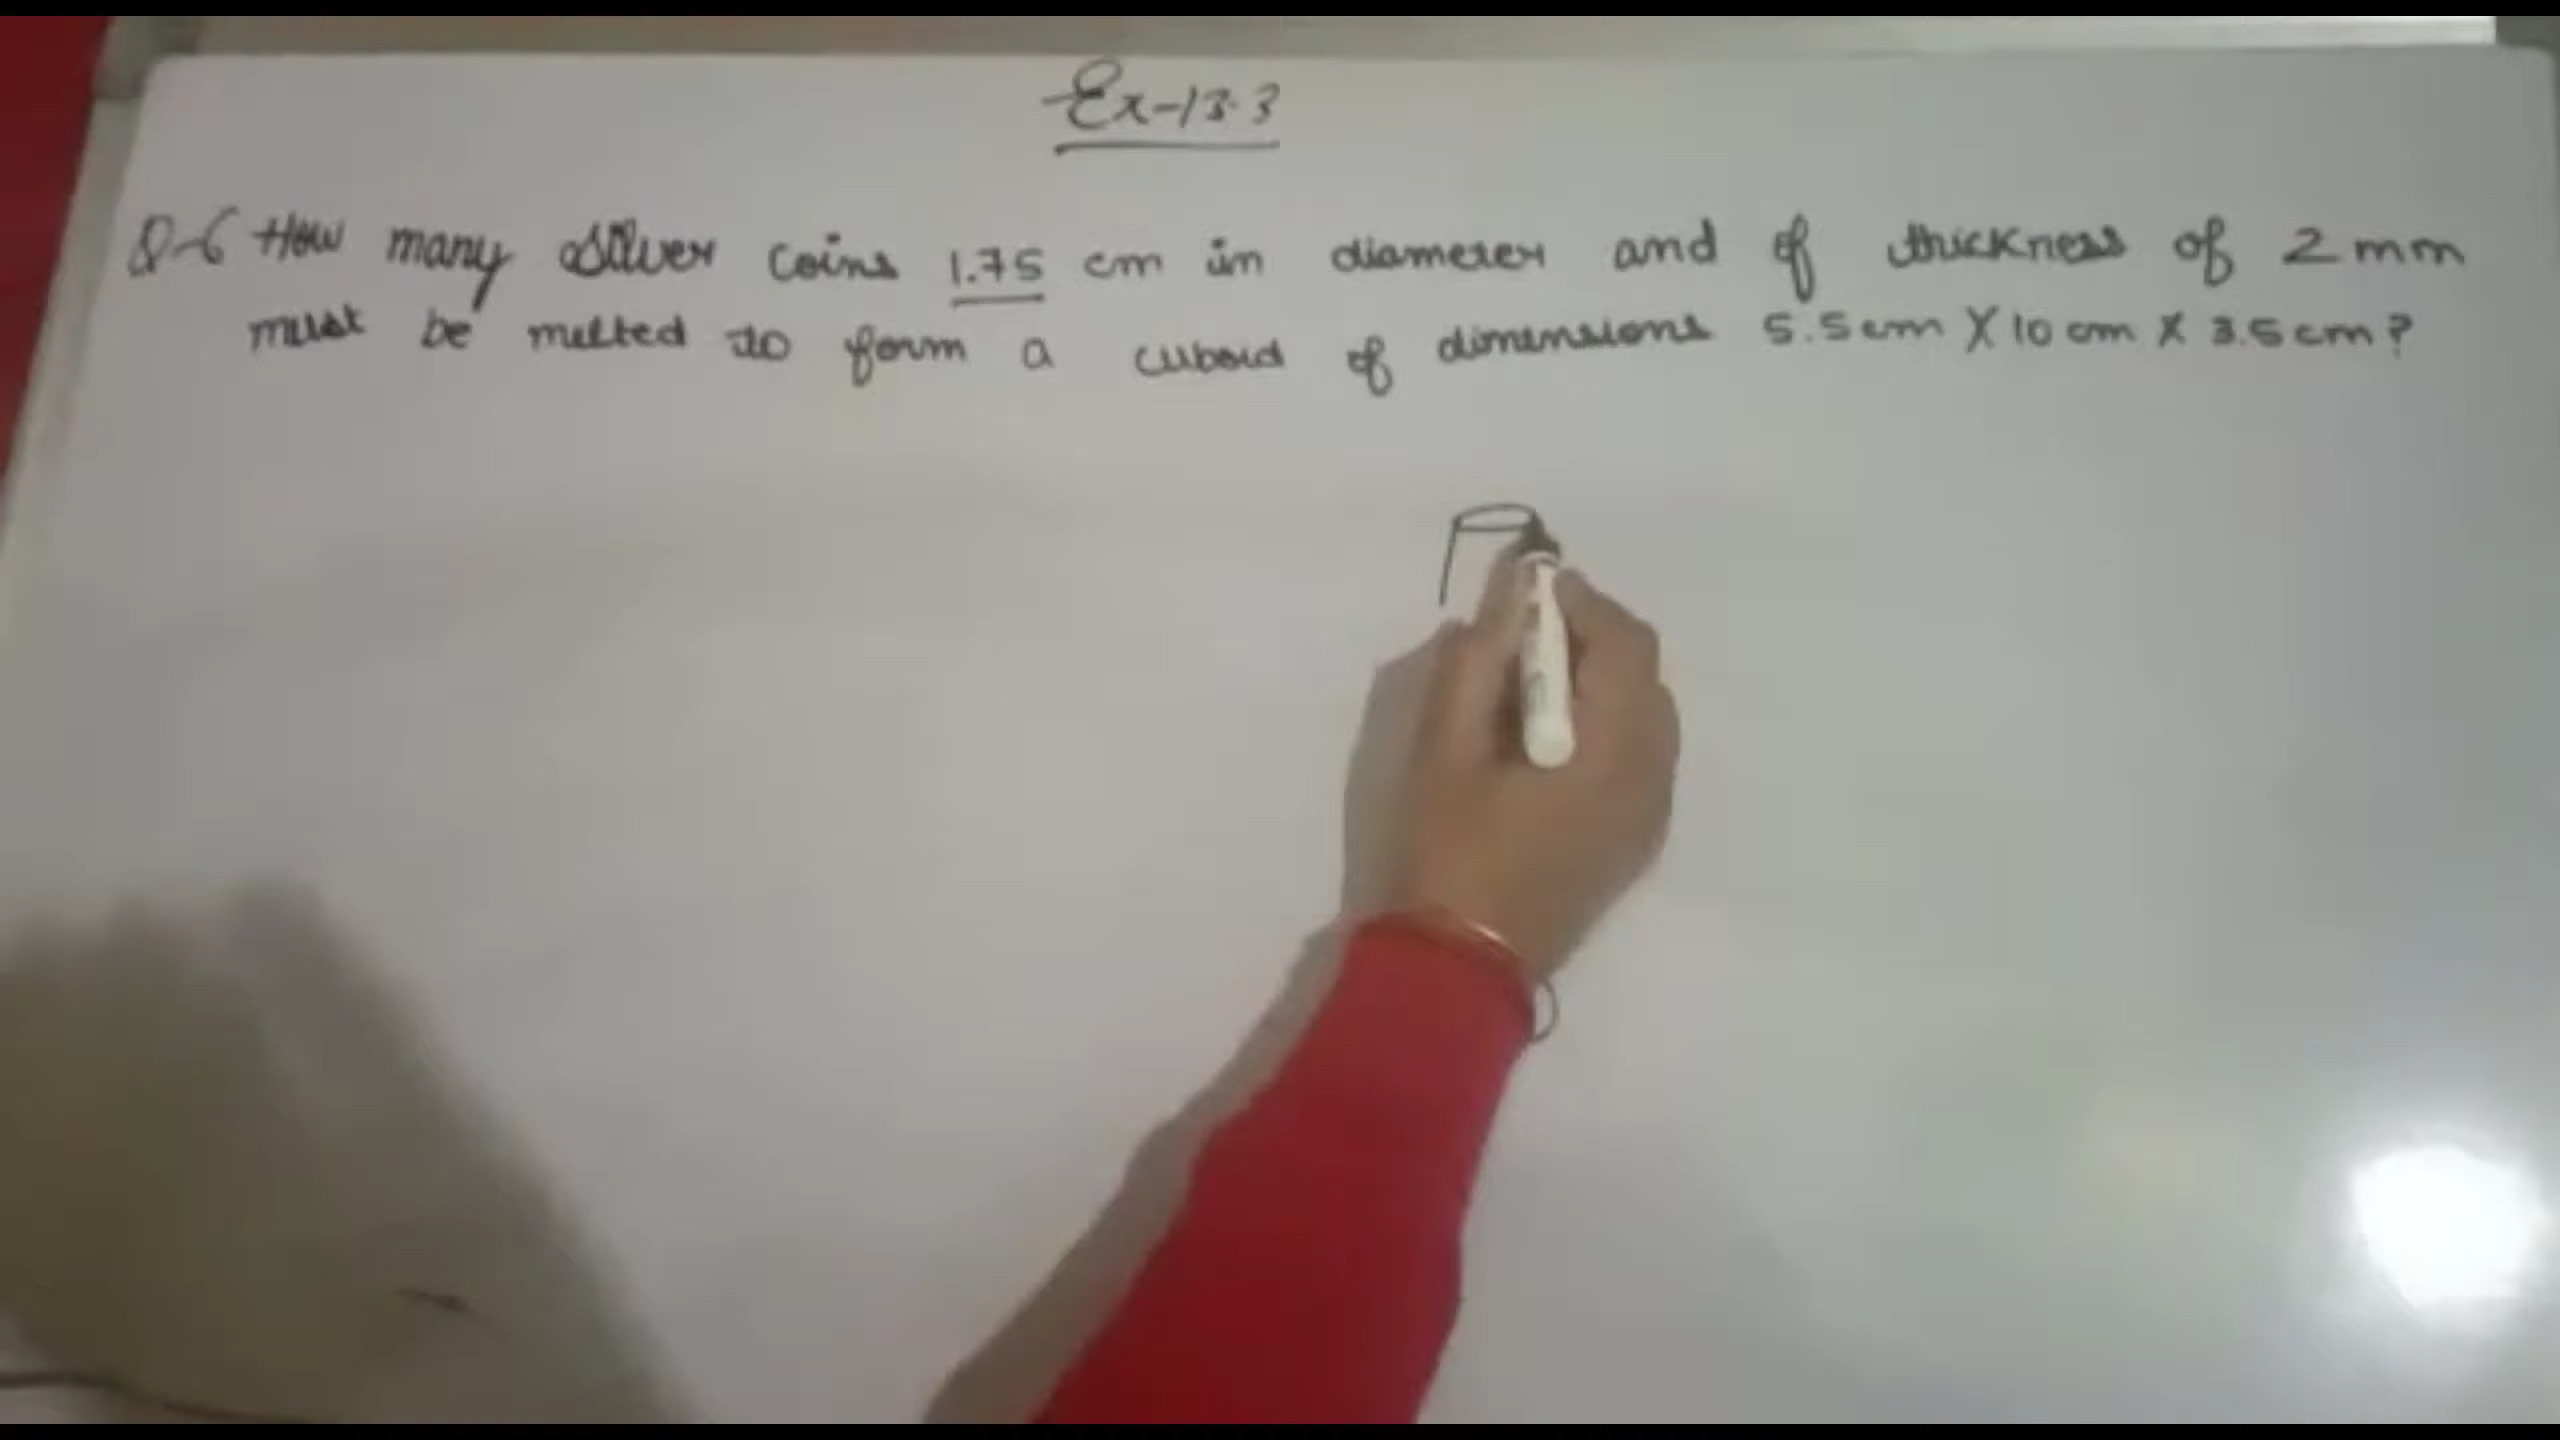 Ex-13.3
Q-6 How many silver coins 1.75 cm in diameter and of thickness of 2 mm
must be melted to form a cuboid of dimensions 5.5 cm X 10 cm X 3.5 cm?